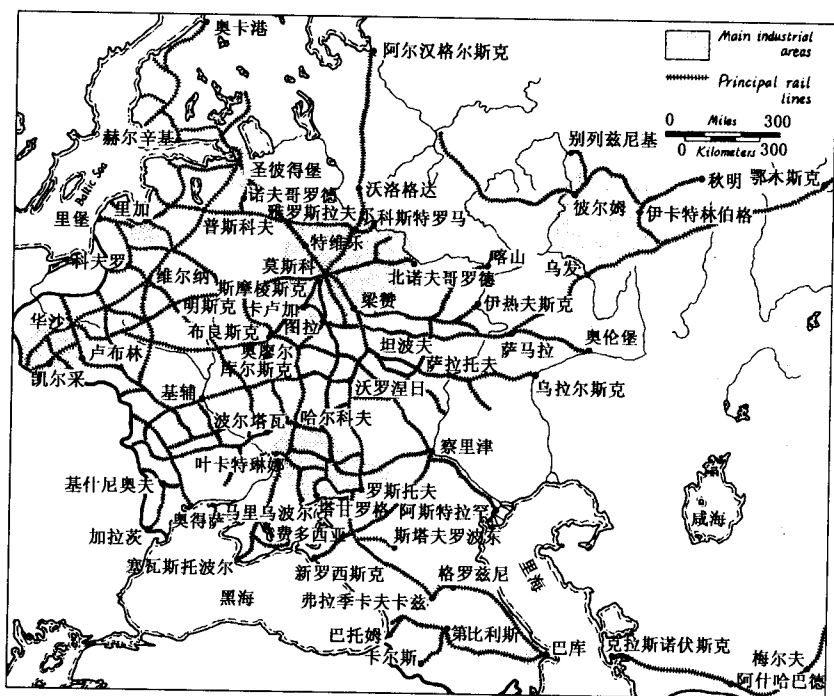 奥卡港
阿尔汉格尔斯克
Main industrial
areas
Principal rail
lines
0 Miles 300
0 Kilometers 300
赫尔辛基
别列兹尼基
圣彼得堡
Baltic Sea
诺夫哥罗德
沃洛格达
秋明
鄂木斯克
里堡
里加
雅罗斯拉夫尔
科斯特罗马
彼尔姆
伊卡特林伯格
普斯科夫
特维尔
喀山
科夫罗
维尔纳
莫斯科
北诺夫哥罗德
乌发
斯摩棱斯克
明斯克
卡卢加
梁赞
伊热夫斯克
华沙
布良斯克
图拉
卢布林
奥廖尔
坦波夫
萨马拉
奥伦堡
库尔斯克
萨拉托夫
凯尔采
基辅
沃罗涅日
乌拉尔斯克
波尔塔瓦
哈尔科夫
叶卡特琳娜
察里津
基什尼奥夫
罗斯托夫
奥得萨
马里乌波尔
塔甘罗格
阿斯特拉罕
咸海
加拉茨
费多西亚
斯塔夫罗波尔
塞瓦斯托波尔
新罗西斯克
格罗兹尼
里海
黑海
弗拉季卡夫卡兹
巴托姆
第比利斯
巴库
克拉斯诺伏斯克
卡尔斯
梅尔夫
阿什哈巴德